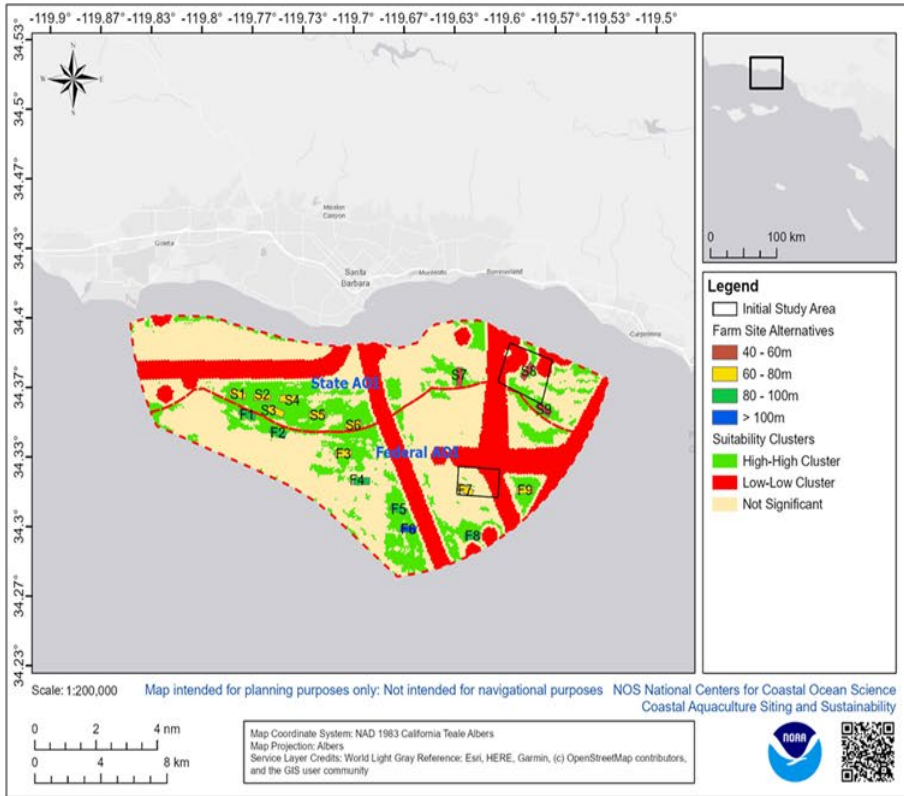 -119.9° -119.87° -119.83° -119.8° -119.77° -119.73° -119.7° -119.67° -119.63° -119.6° -119.57° -119.53° -119.5°
34.53°
34.5°
34.47°
34.43°
34.4°
34.37°
34.33°
34.3°
34.27°
34.23°
N
W E
S
Mission
Canyon
Goleta
Santa
Barbara
Montecito
Summerland
Carpinteria
State AOI
Federal AOI
S1 S2
S3 S4
S5
S6
S7
S8
S9
F1
F2
F3
F4
F5
F6
F7
F8
F9
0 100 km
Legend
Initial Study Area
Farm Site Alternatives
40 - 60m
60 - 80m
80 - 100m
> 100m
Suitability Clusters
High-High Cluster
Low-Low Cluster
Not Significant
Scale: 1:200,000
Map intended for planning purposes only: Not intended for navigational purposes
NOS National Centers for Coastal Ocean Science
Coastal Aquaculture Siting and Sustainability
0 2 4 nm
0 4 8 km
Map Coordinate System: NAD 1983 California Teale Albers
Map Projection: Albers
Service Layer Credits: World Light Gray Reference: Esri, HERE, Garmin, (c) OpenStreetMap contributors,
and the GIS user community
NOAA